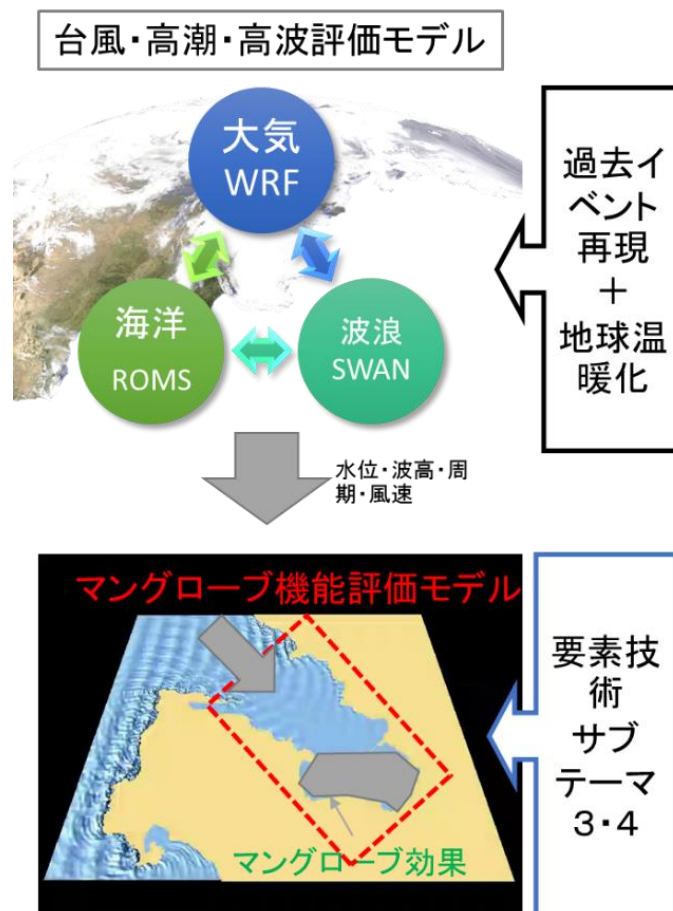 台風・高潮・高波評価モデル
大気
WRF
海洋
ROMS
波浪
SWAN
過去イ
ベント
再現
＋
地球温
暖化
水位・波高・周
期・風速
マングローブ機能評価モデル
マングローブ効果
要素技
術
サブ
テーマ
３・４